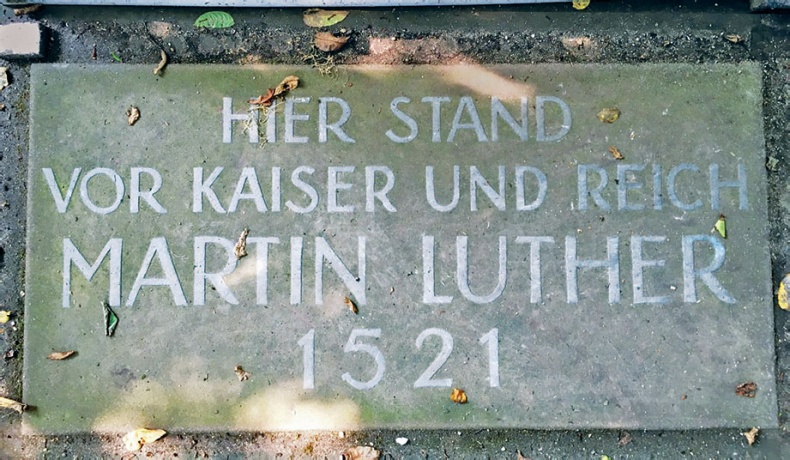 HIER STAND
VOR KAISER UND REICH
MARTIN LUTHER
1521